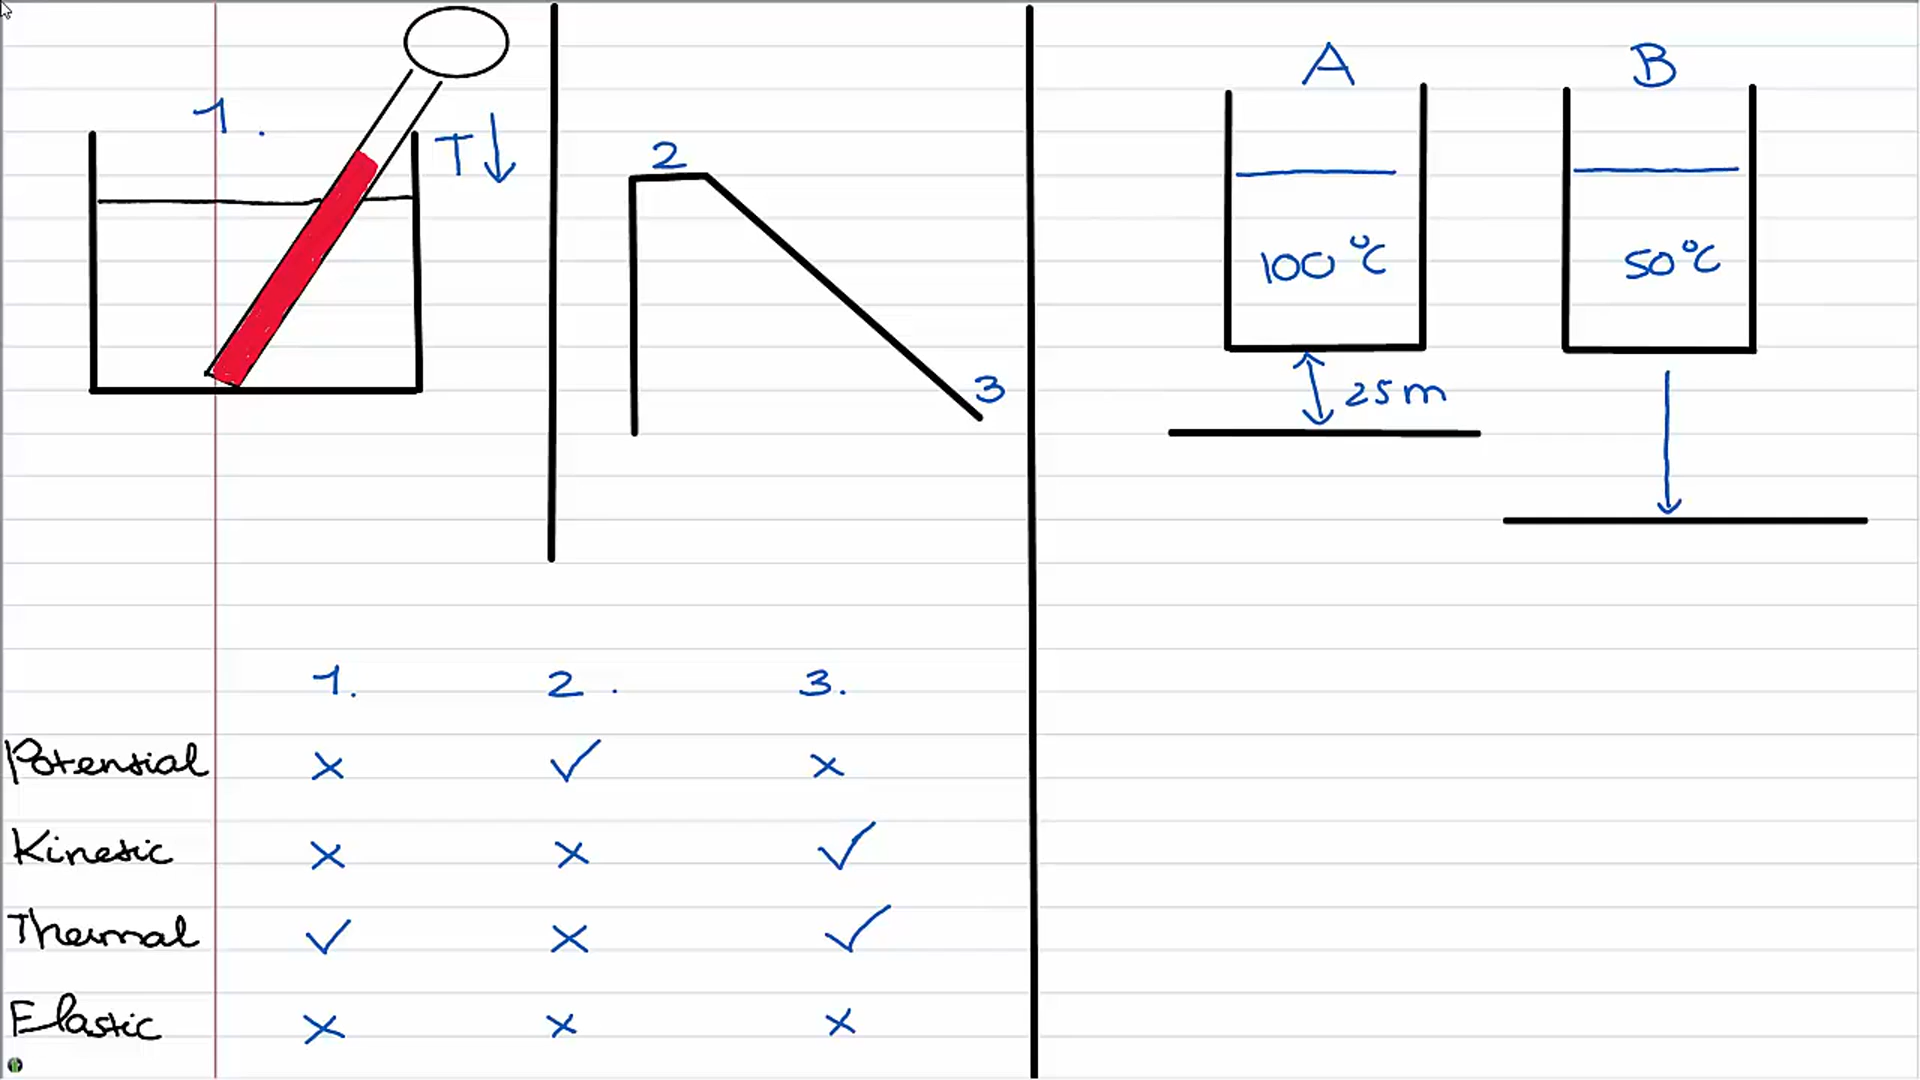 1.
T↓
2
3
A
B
100°C
50°C
25m
1. 2. 3.
Potential × ✓ ×
Kinetic × × ✓
Thermal ✓ × ✓
Elastic × × ×